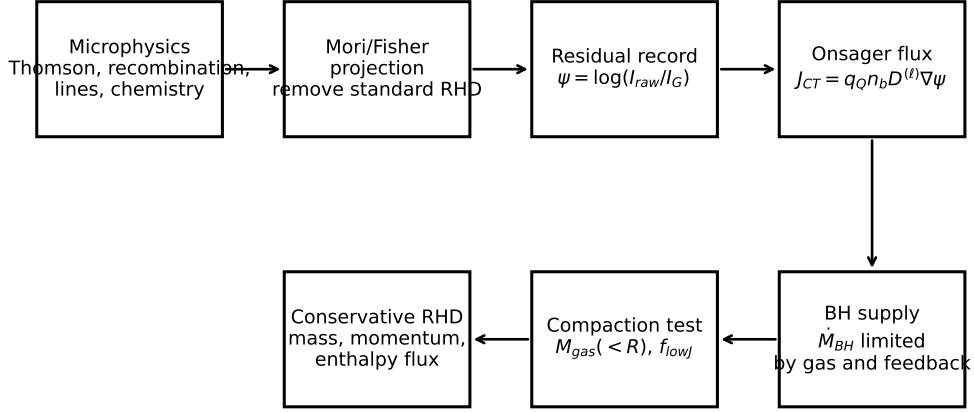 Microphysics
Thomson, recombination,
lines, chemistry
Mori/Fisher
projection
remove standard RHD
Residual record
ψ = log(I_raw/I_G)
Onsager flux
J_CT = q_Q n_b D^(ℓ) ∇ψ
BH supply
Ṁ_BH limited
by gas and feedback
Compaction test
M_gas(< R), f_lowJ
Conservative RHD
mass, momentum,
enthalpy flux